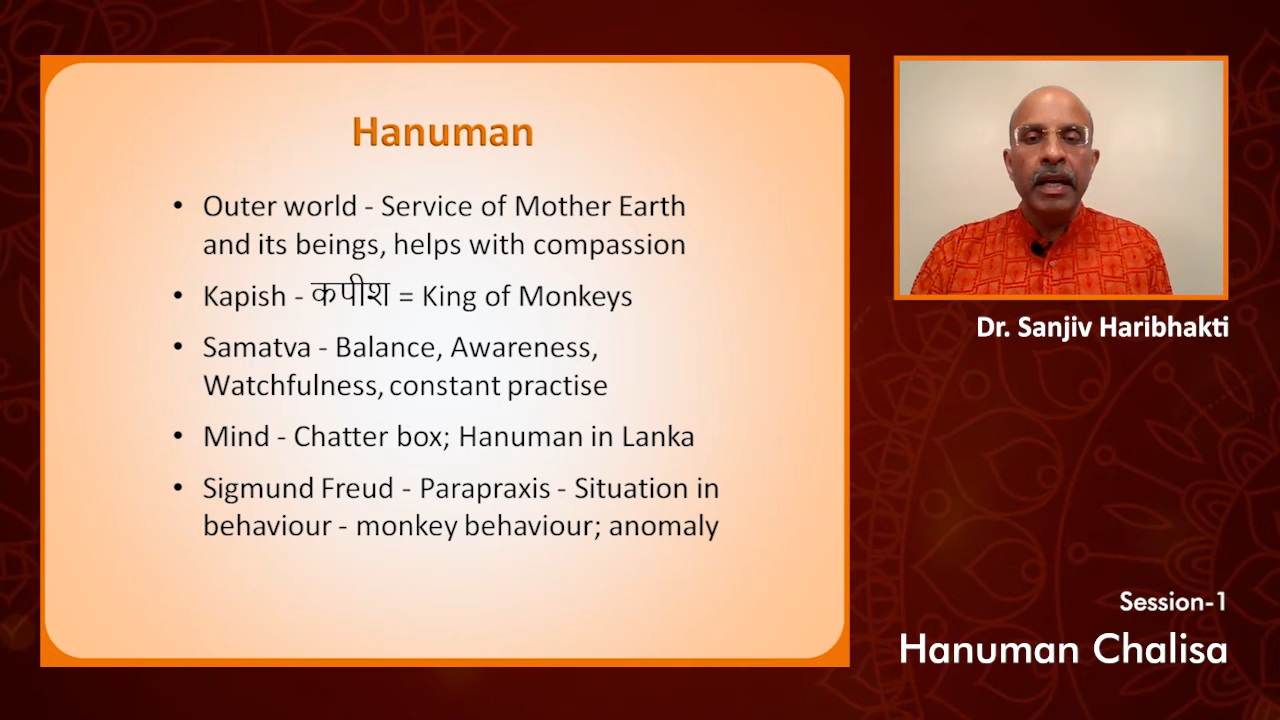 Hanuman
• Outer world - Service of Mother Earth
and its beings, helps with compassion
• Kapish - कपीश = King of Monkeys
• Samatva - Balance, Awareness,
Watchfulness, constant practise
• Mind - Chatter box; Hanuman in Lanka
• Sigmund Freud - Parapraxis - Situation in
behaviour - monkey behaviour; anomaly
Dr. Sanjiv Haribhakti
Session-1
Hanuman Chalisa